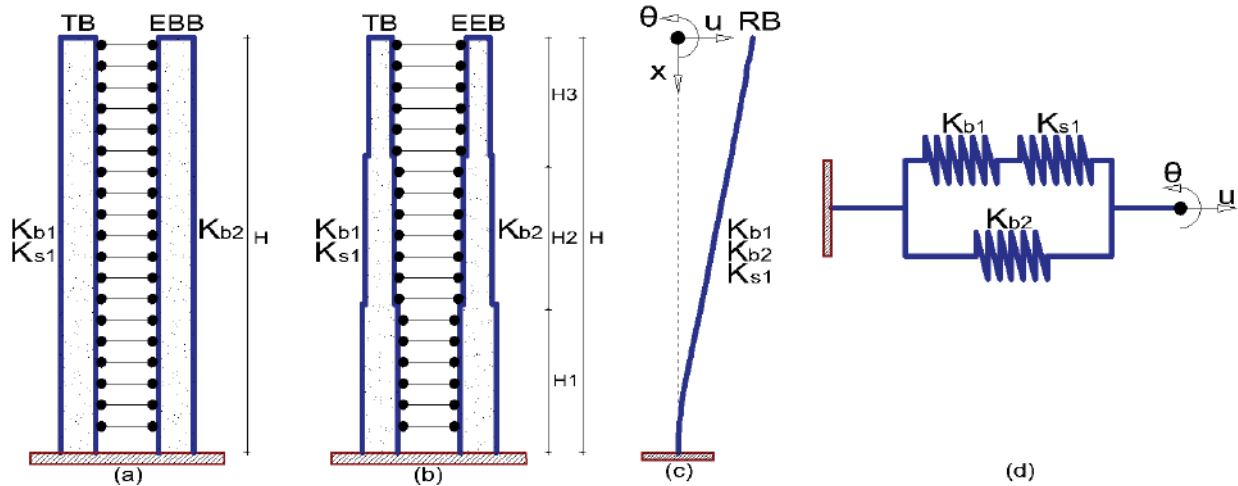 TB EBB
Kb1
Ks1
Kb2
H
(a)
TB EEB
Kb1
Ks1
Kb2
H3
H2
H1
H
(b)
θ
u
RB
x
Kb1
Kb2
Ks1
(c)
Kb1
Ks1
Kb2
θ
u
(d)